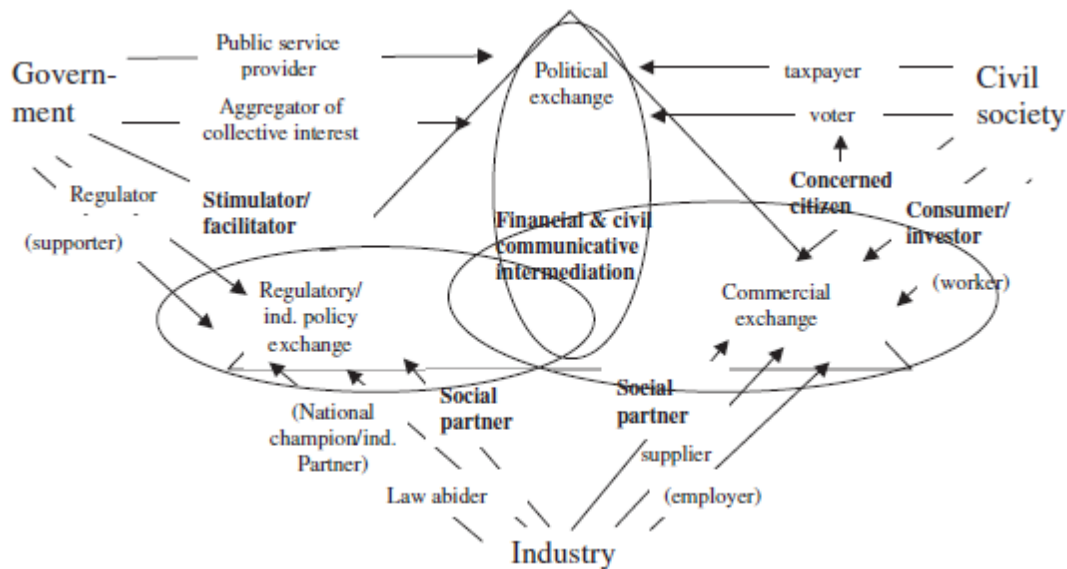 Govern-
ment
Public service
provider
Aggregator of
collective interest
Political
exchange
taxpayer
voter
Civil
society
Regulator
(supporter)
Stimulator/
facilitator
Concerned
citizen
Consumer/
investor
(worker)
Financial & civil
communicative
intermediation
Regulatory/
ind. policy
exchange
Commercial
exchange
(National
champion/ind.
Partner)
Social
partner
Social
partner
supplier
Law abider
(employer)
Industry